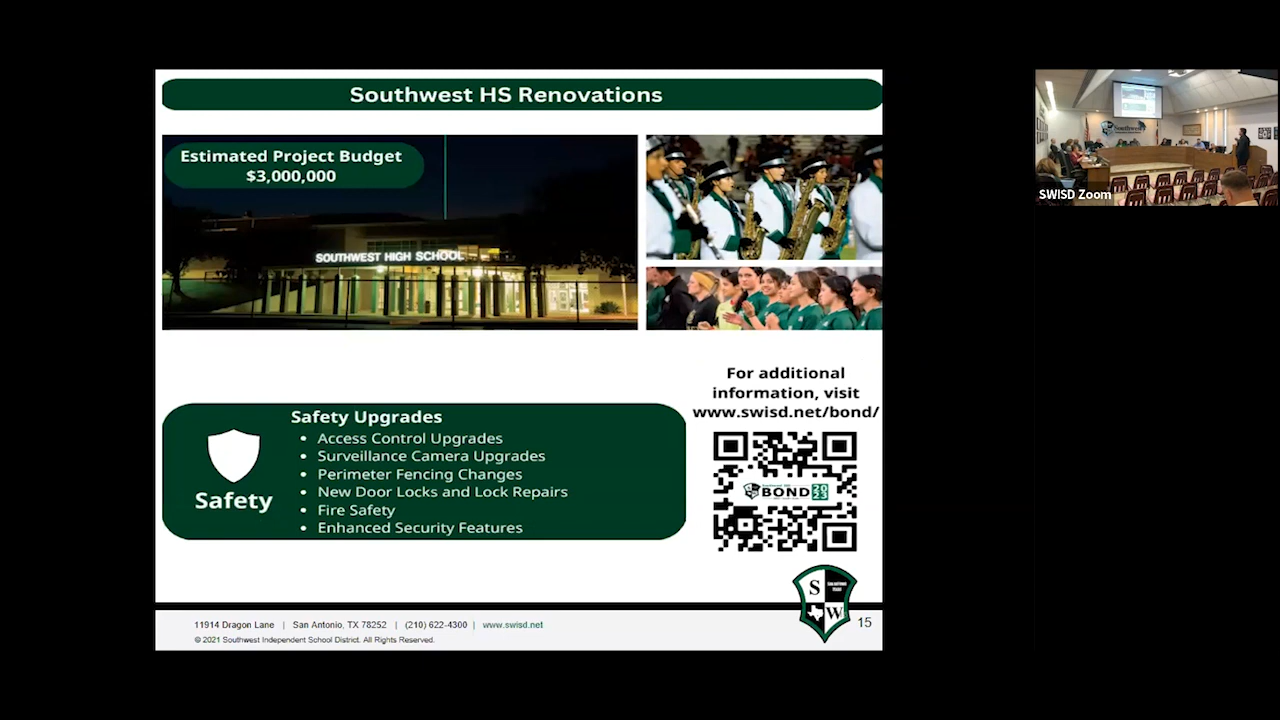 Southwest HS Renovations
Estimated Project Budget
$3,000,000
SOUTHWEST HIGH SCHOOL
Southwest
SWISD Zoom
For additional
information, visit
www.swisd.net/bond/
Safety Upgrades
• Access Control Upgrades
• Surveillance Camera Upgrades
• Perimeter Fencing Changes
• New Door Locks and Lock Repairs
• Fire Safety
• Enhanced Security Features
Safety
BOND 2023
S
W
11914 Dragon Lane | San Antonio, TX 78252 | (210) 622-4300 | www.swisd.net
© 2021 Southwest Independent School District. All Rights Reserved.
15